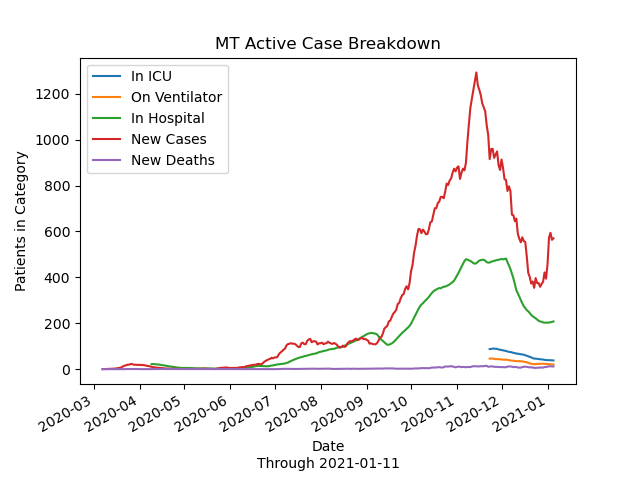 MT Active Case Breakdown
In ICU
On Ventilator
In Hospital
New Cases
New Deaths
Patients in Category
1200
1000
800
600
400
200
0
2020-03
2020-04
2020-05
2020-06
2020-07
2020-08
2020-09
2020-10
2020-11
2020-12
2021-01
Date
Through 2021-01-11